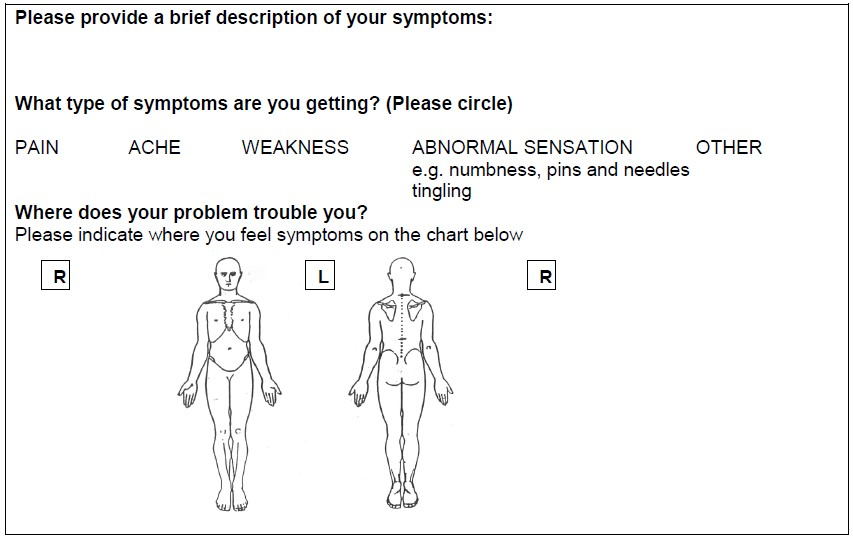 Please provide a brief description of your symptoms:
What type of symptoms are you getting? (Please circle)
PAIN ACHE WEAKNESS ABNORMAL SENSATION OTHER
e.g. numbness, pins and needles
tingling
Where does your problem trouble you?
Please indicate where you feel symptoms on the chart below
R L R